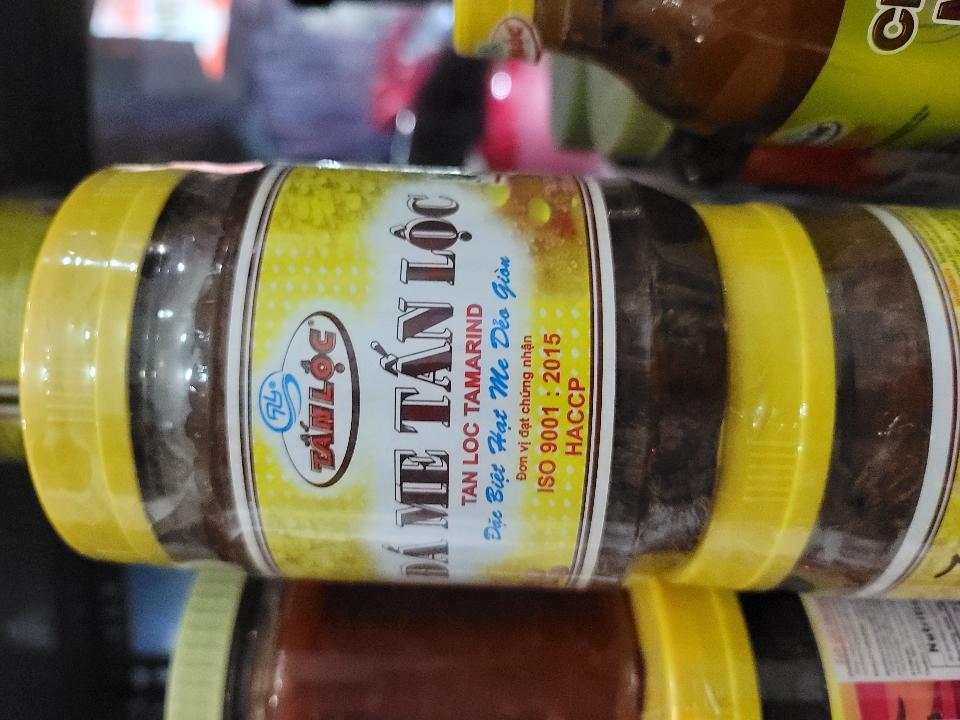 TL®
TẤN LỘC®
ĐÁ ME TẤN LỘC
TAN LOC TAMARIND
Đặc Biệt Hạt Me Dẻo Giòn
Đơn vị đạt chứng nhận
ISO 9001 : 2015
HACCP